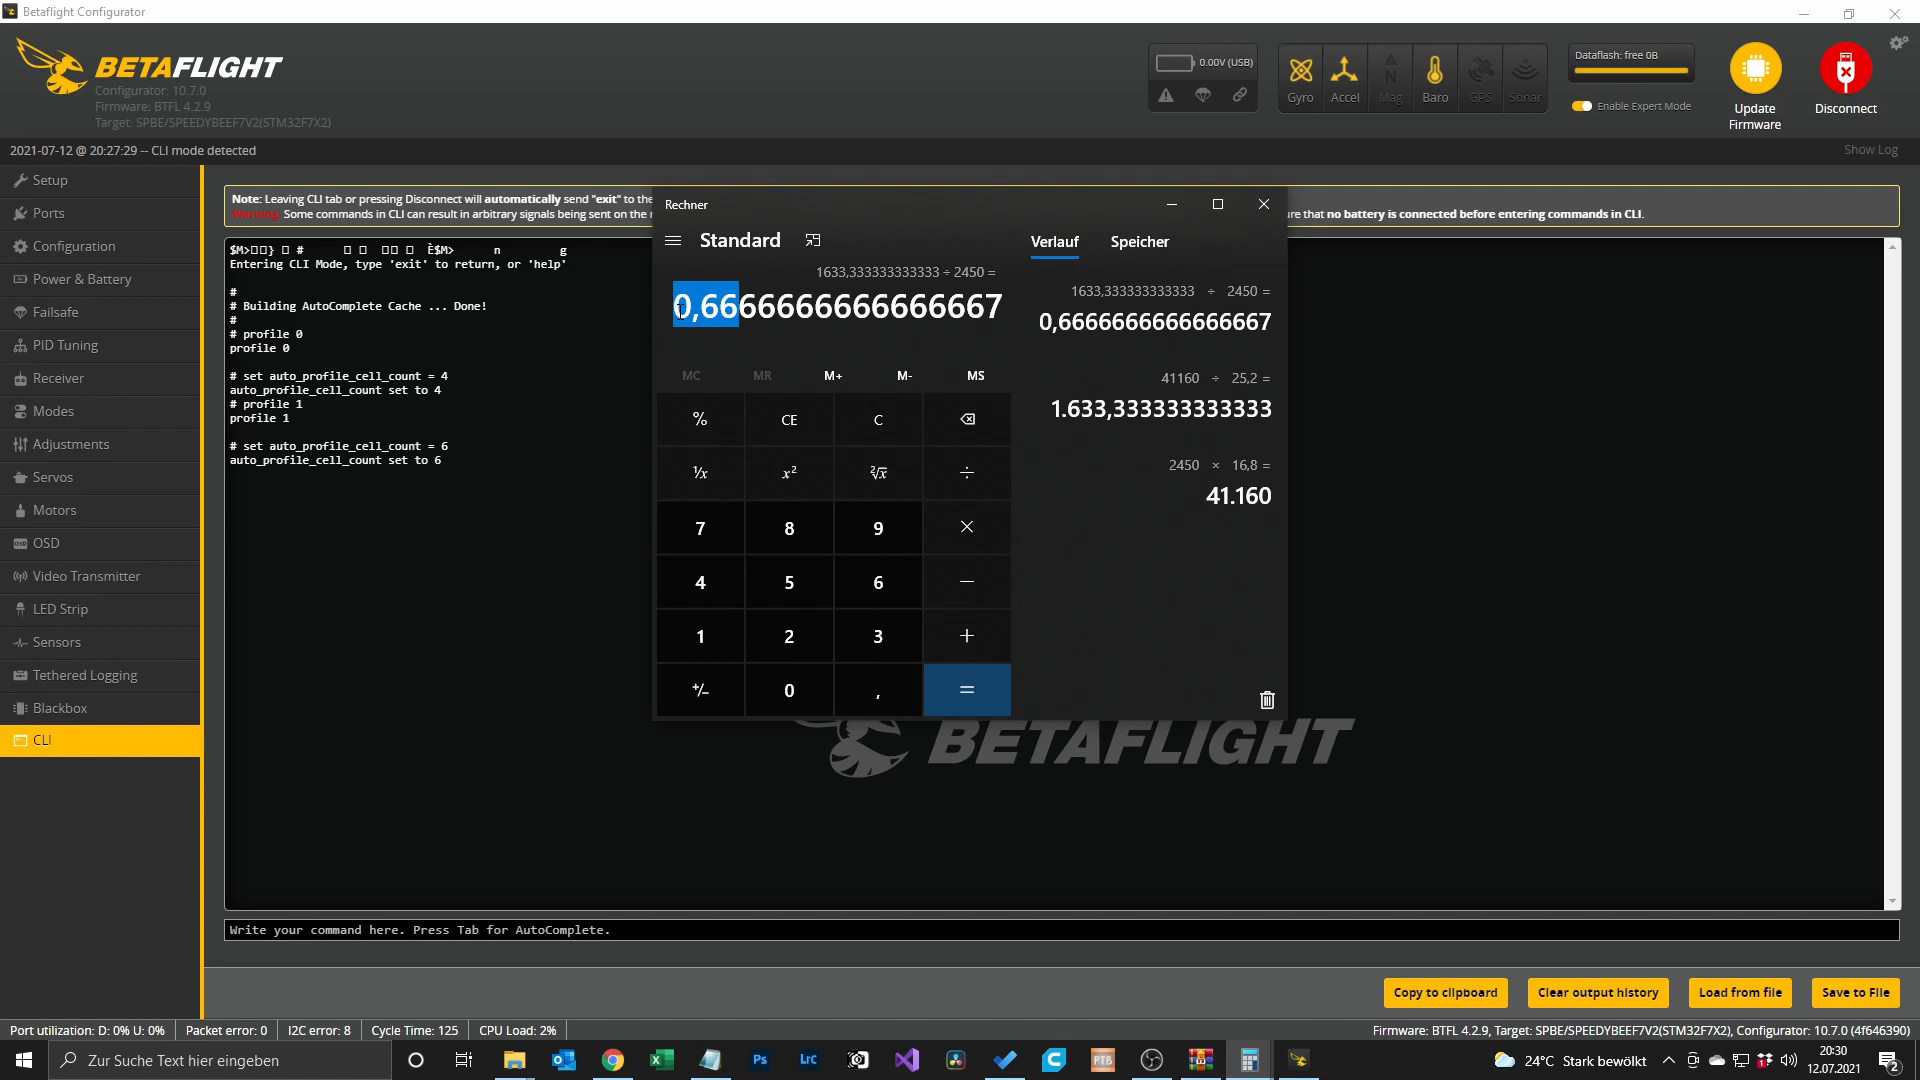 Betaflight Configurator
BETAFLIGHT
Configurator: 10.7.0
Firmware: BTFL 4.2.9
Target: SPBE/SPEEDYBEEF7V2(STM32F7X2)
0.00V (USB)
Gyro
Accel
Mag
Baro
GPS
Sonar
Dataflash: free 0B
Enable Expert Mode
Update
Firmware
Disconnect
2021-07-12 @ 20:27:29 -- CLI mode detected
Show Log
Setup
Ports
Configuration
Power & Battery
Failsafe
PID Tuning
Receiver
Modes
Adjustments
Servos
Motors
OSD
Video Transmitter
LED Strip
Sensors
Tethered Logging
Blackbox
CLI
Note: Leaving CLI tab or pressing Disconnect will automatically send "exit" to the
Warning: Some commands in CLI can result in arbitrary signals being sent on the
re that no battery is connected before entering commands in CLI.
Entering CLI Mode, type 'exit' to return, or 'help'
#
# Building AutoComplete Cache ... Done!
#
# profile 0
profile 0
# set auto_profile_cell_count = 4
auto_profile_cell_count set to 4
# profile 1
profile 1
# set auto_profile_cell_count = 6
auto_profile_cell_count set to 6
Rechner
Standard
1633,333333333333 ÷ 2450 =
0,6666666666666667
MC MR M+ M- MS
% CE C
⅟x x² ²√x ÷
7 8 9 ×
4 5 6 −
1 2 3 +
+/− 0 , =
Verlauf Speicher
1633,333333333333 ÷ 2450 =
0,6666666666666667
41160 ÷ 25,2 =
1.633,333333333333
2450 × 16,8 =
41.160
BETAFLIGHT
Write your command here. Press Tab for AutoComplete.
Copy to clipboard
Clear output history
Load from file
Save to File
Port utilization: D: 0% U: 0%
Packet error: 0
I2C error: 8
Cycle Time: 125
CPU Load: 2%
Firmware: BTFL 4.2.9, Target: SPBE/SPEEDYBEEF7V2(STM32F7X2), Configurator: 10.7.0 (4f646390)
Zur Suche Text hier eingeben
Ps
Lrc
PTB
24°C Stark bewölkt
20:30
12.07.2021
2